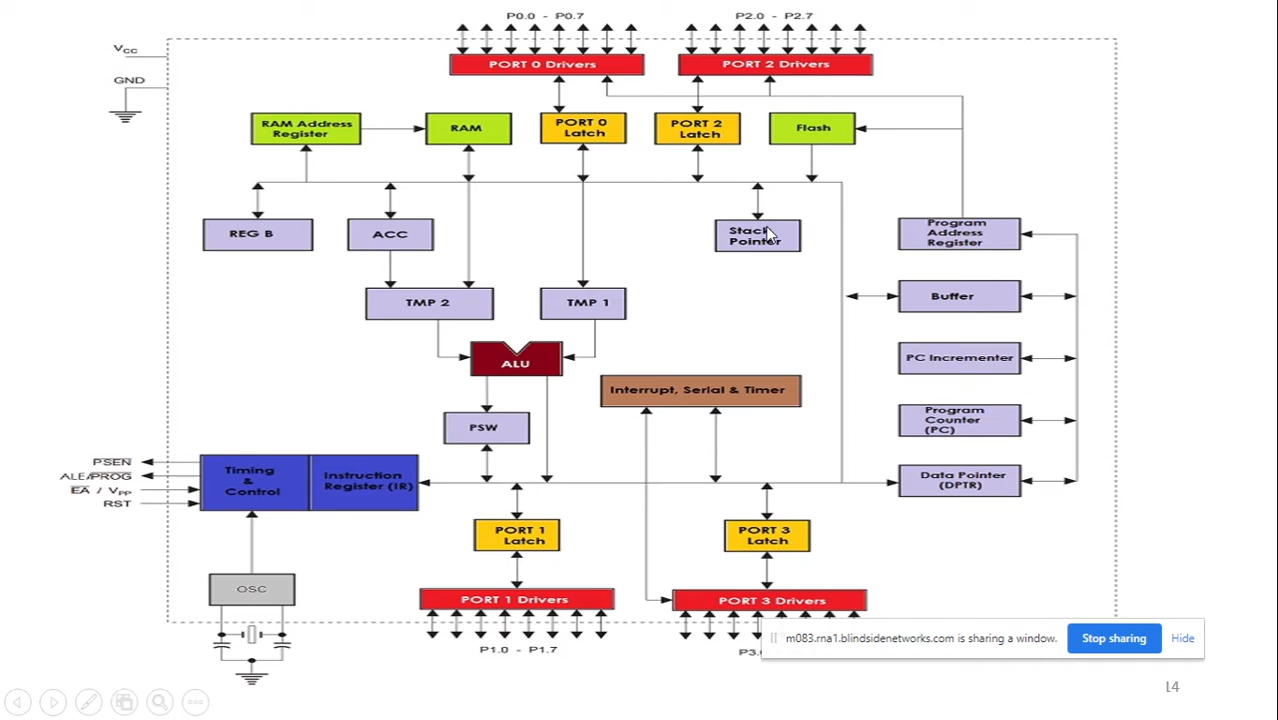 P0.0 - P0.7
P2.0 - P2.7
VCC
PORT 0 Drivers
PORT 2 Drivers
GND
RAM Address
Register
RAM
PORT 0
Latch
PORT 2
Latch
Flash
REG B
ACC
Stack
Pointer
Program
Address
Register
TMP 2
TMP 1
Buffer
ALU
PC Incrementer
Interrupt, Serial & Timer
PSW
Program
Counter
(PC)
PSEN
ALE/PROG
EA / VPP
RST
Timing
&
Control
Instruction
Register (IR)
Data Pointer
(DPTR)
PORT 1
Latch
PORT 3
Latch
OSC
PORT 1 Drivers
PORT 3 Drivers
P1.0 - P1.7
m083.rna1.blindsidenetworks.com is sharing a window.
Stop sharing
Hide
14